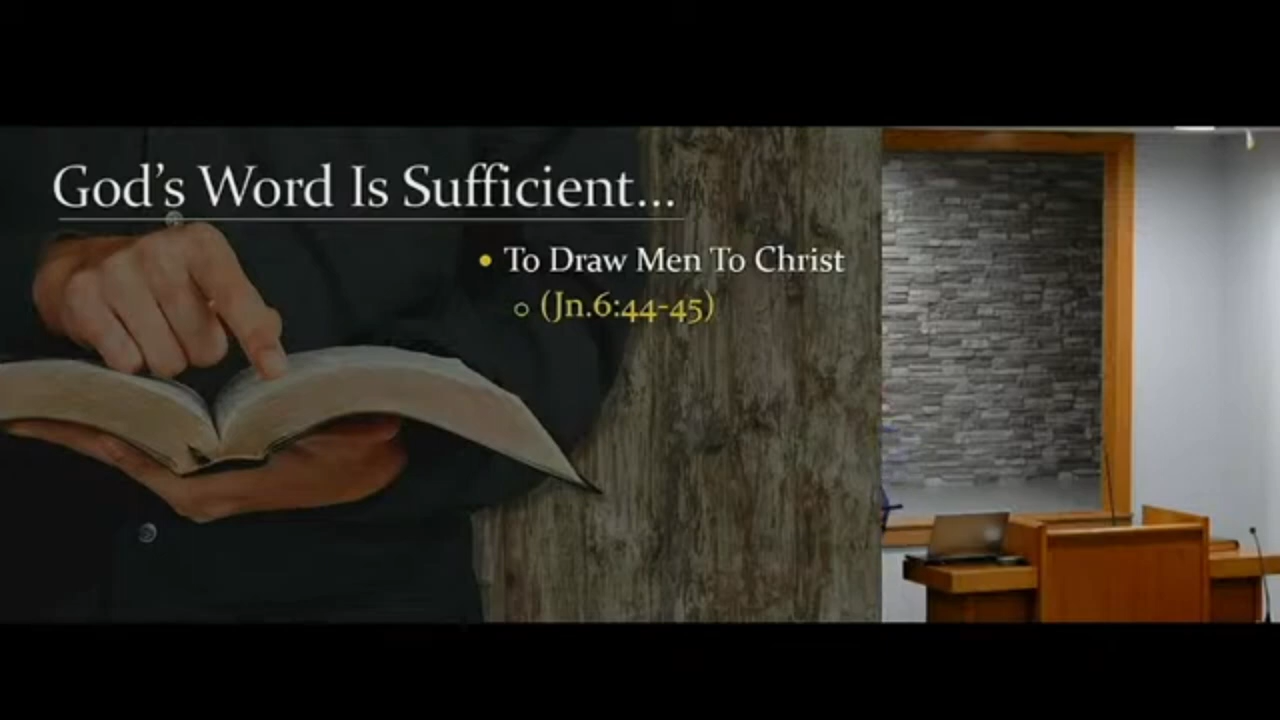 God's Word Is Sufficient...
• To Draw Men To Christ
○ (Jn.6:44-45)